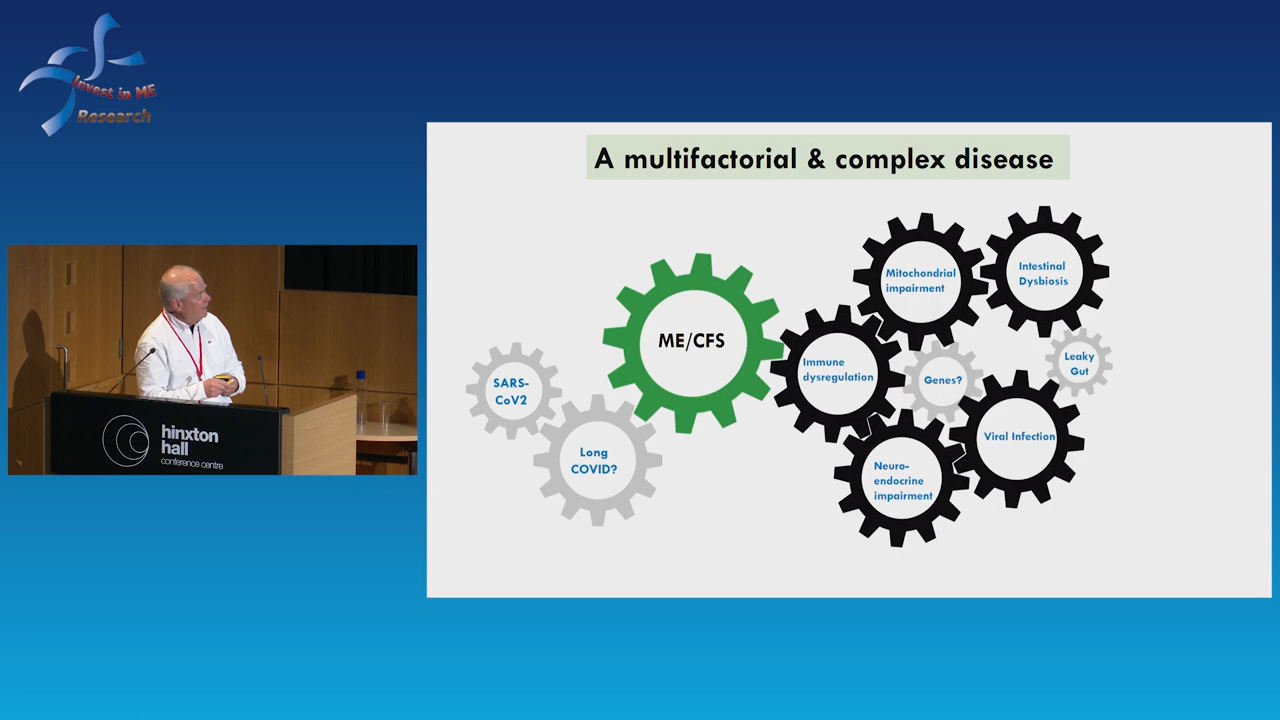 Invest in ME
Research
A multifactorial & complex disease
Mitochondrial
impairment
Intestinal
Dysbiosis
ME/CFS
Immune
dysregulation
Genes?
Leaky
Gut
SARS-
CoV2
Long
COVID?
Viral Infection
Neuro-
endocrine
impairment
hinxton
hall
conference centre